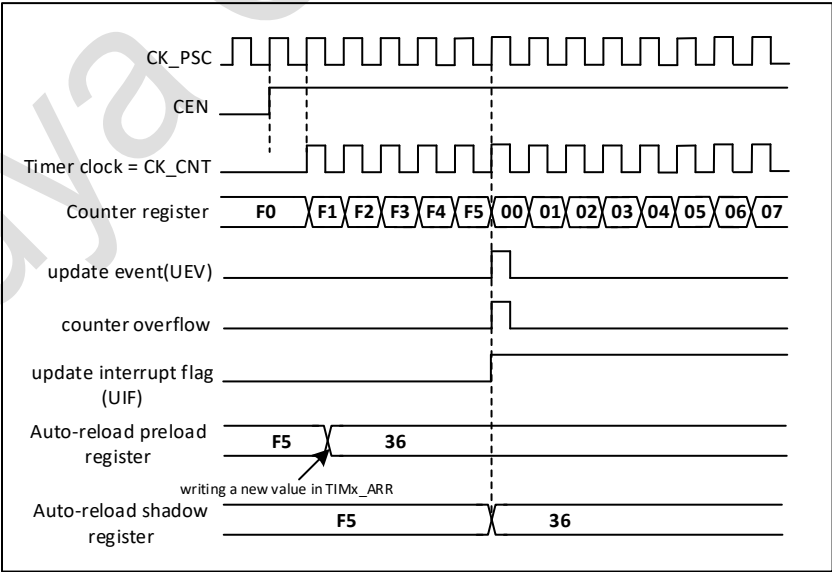 CK_PSC
CEN
Timer clock = CK_CNT
Counter register F0 F1 F2 F3 F4 F5 00 01 02 03 04 05 06 07
update event(UEV)
counter overflow
update interrupt flag
(UIF)
Auto-reload preload
register
F5 36
writing a new value in TIMx_ARR
Auto-reload shadow
register
F5 36